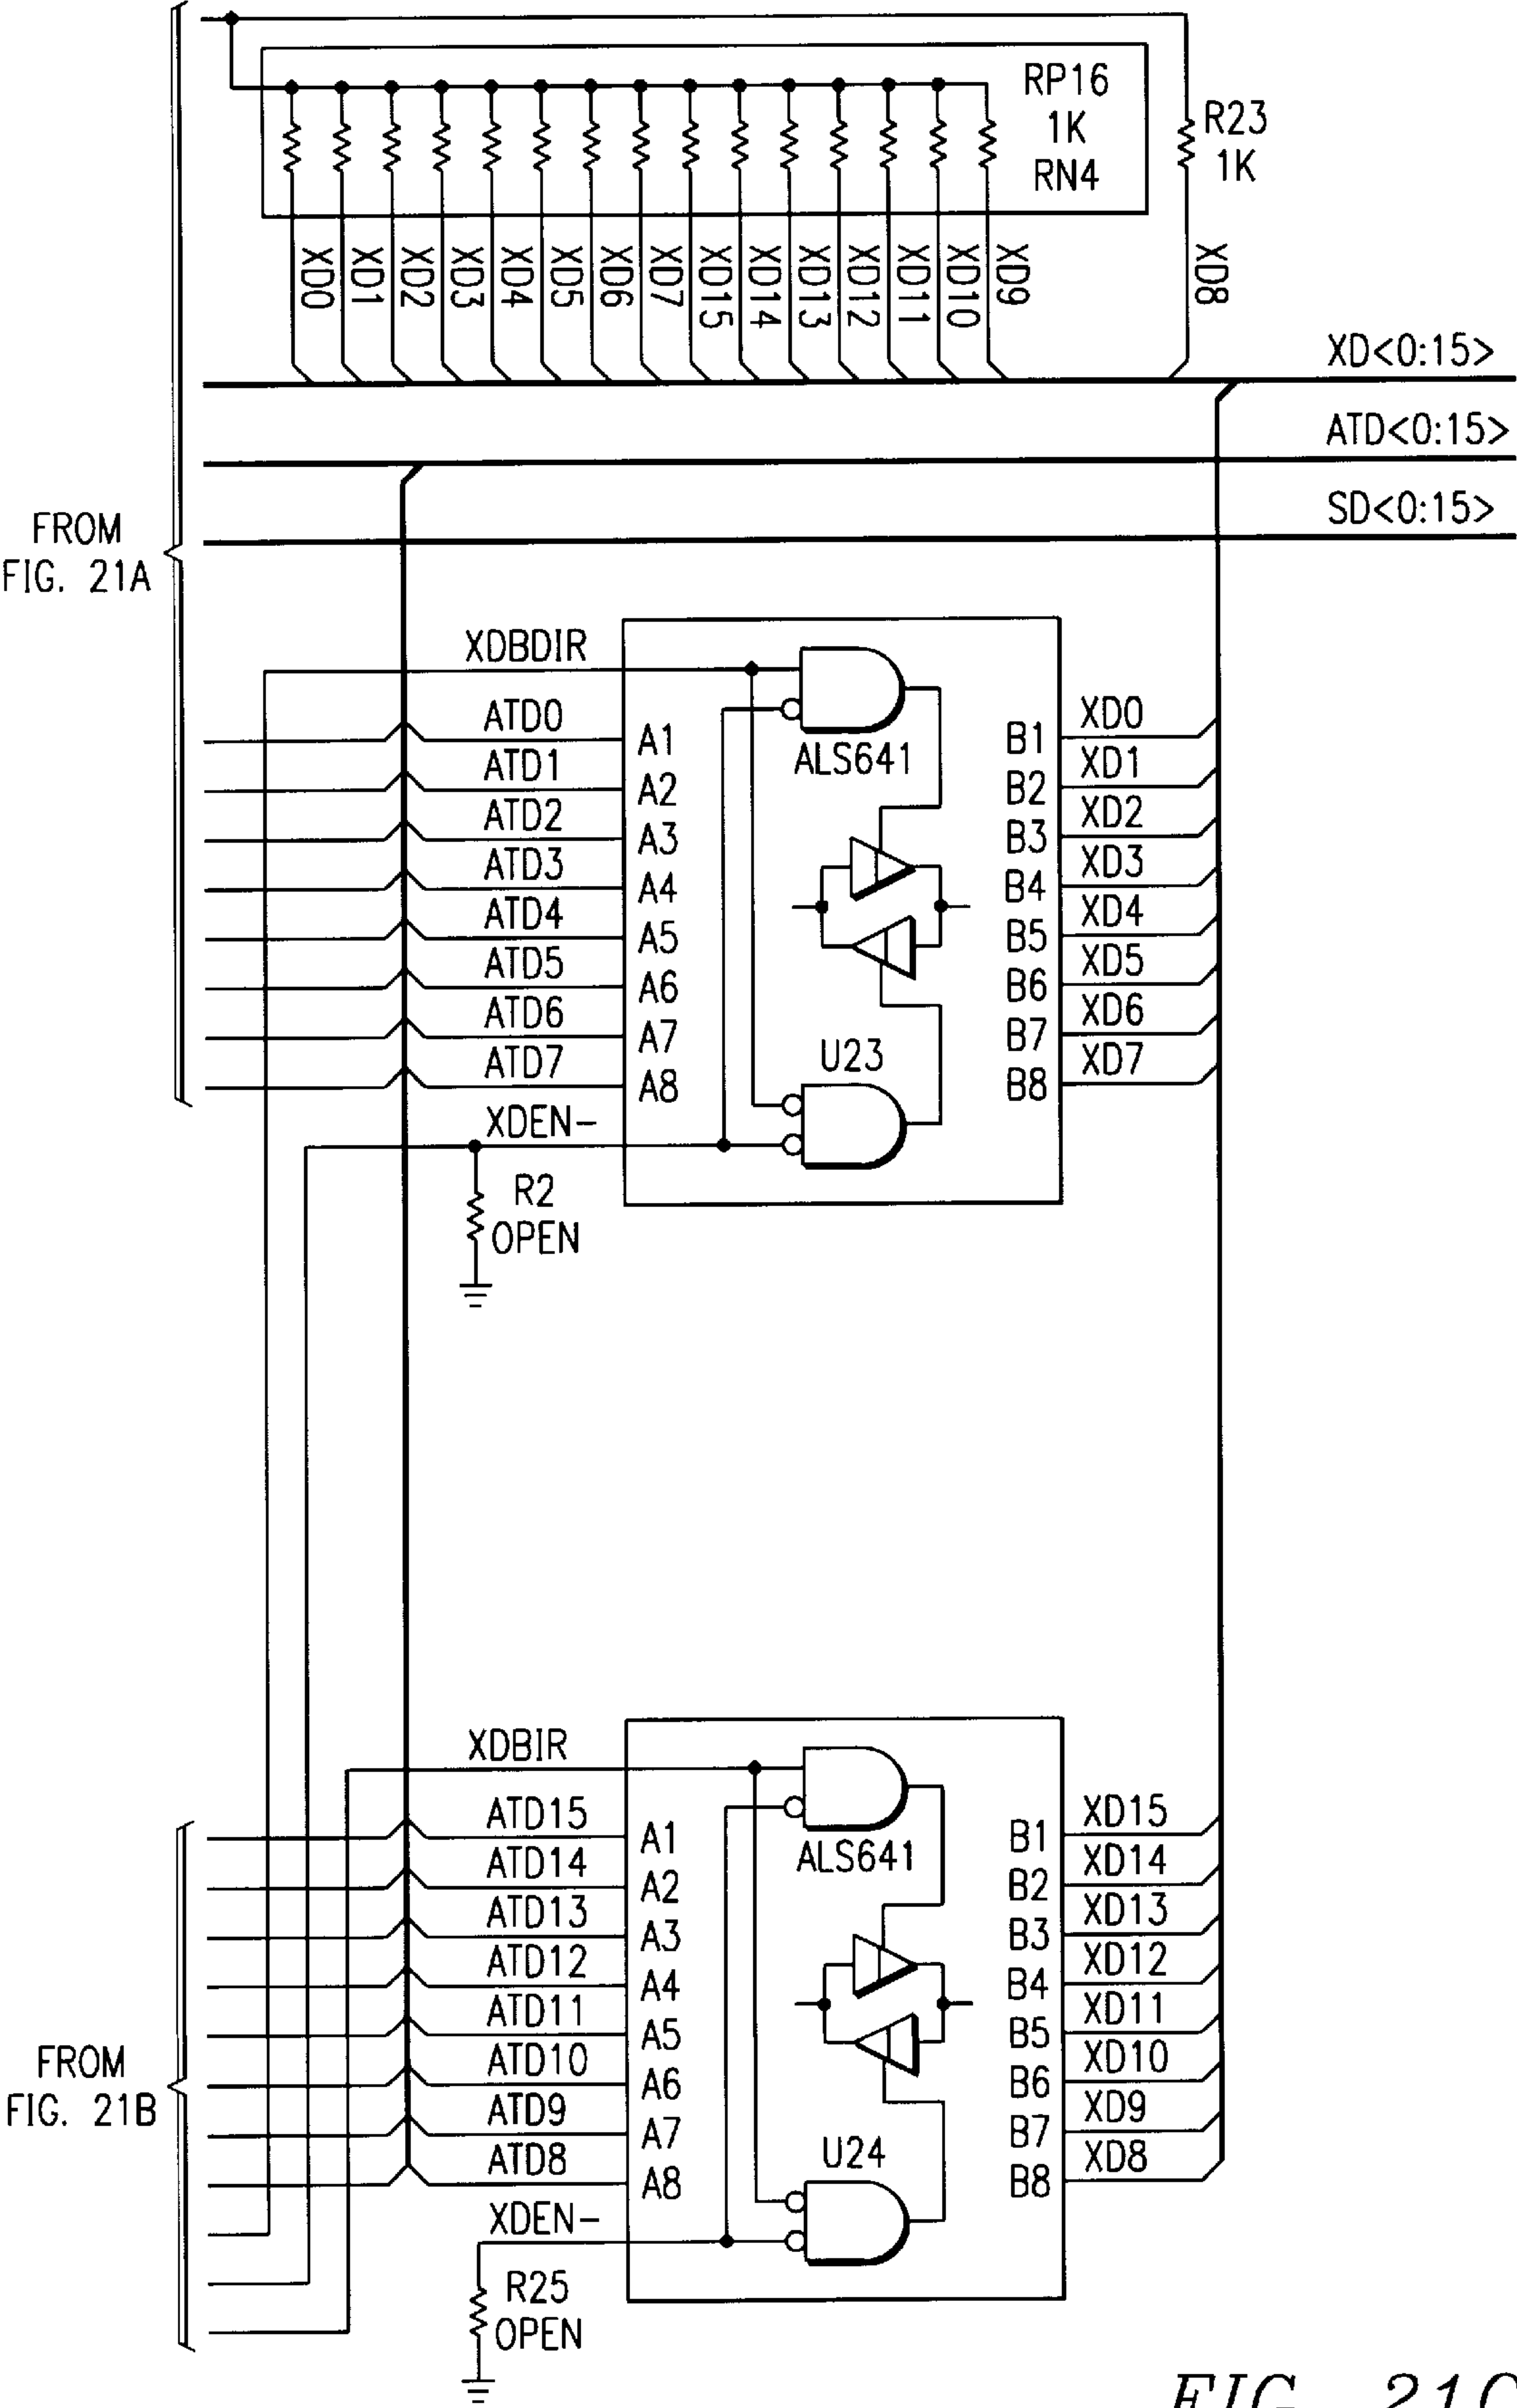 RP16
1K
RN4
R23
1K
XD0
XD1
XD2
XD3
XD4
XD5
XD6
XD7
XD15
XD14
XD13
XD12
XD11
XD10
XD9
XD8
XD<0:15>
ATD<0:15>
SD<0:15>
FROM
FIG. 21A
XDBDIR
ATD0
ATD1
ATD2
ATD3
ATD4
ATD5
ATD6
ATD7
XDEN-
R2
OPEN
A1
A2
A3
A4
A5
A6
A7
A8
ALS641
U23
B1
B2
B3
B4
B5
B6
B7
B8
XD0
XD1
XD2
XD3
XD4
XD5
XD6
XD7
FROM
FIG. 21B
XDBIR
ATD15
ATD14
ATD13
ATD12
ATD11
ATD10
ATD9
ATD8
XDEN-
R25
OPEN
A1
A2
A3
A4
A5
A6
A7
A8
ALS641
U24
B1
B2
B3
B4
B5
B6
B7
B8
XD15
XD14
XD13
XD12
XD11
XD10
XD9
XD8
FIG. 21C